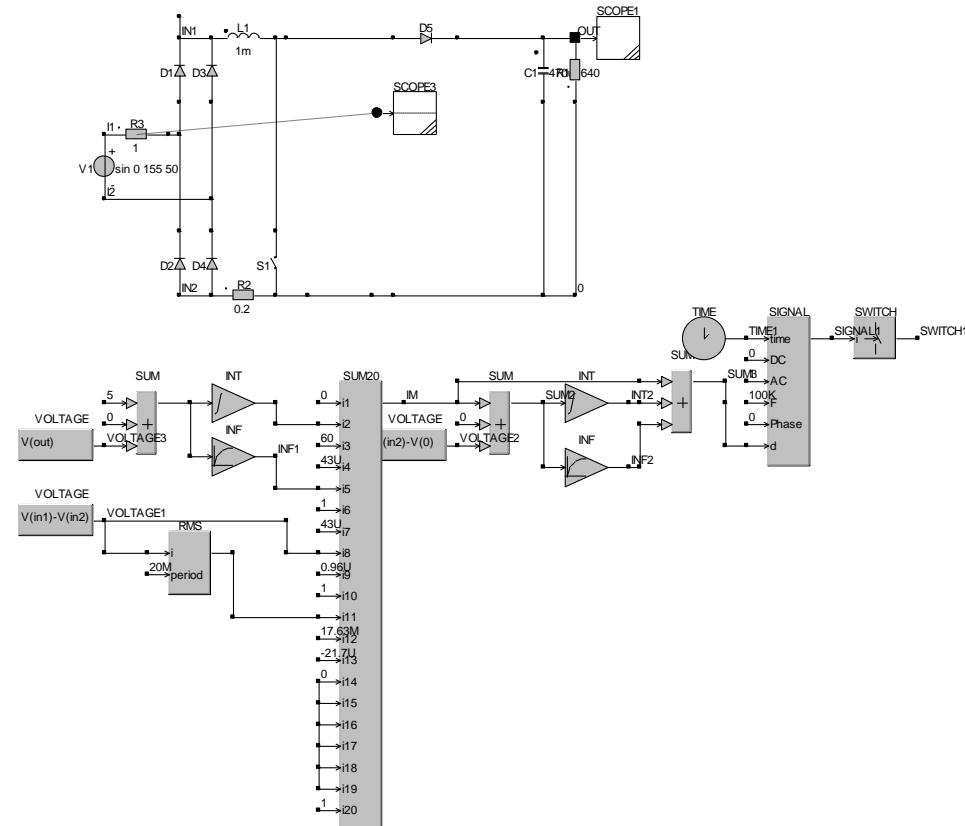 SCOPE1
IN1
L1
D5
OUT
1m
D1
D3
C1
470
640
SCOPE3
I1
R3
1
+
V1
sin 0 155 50
I2
D2
D4
S1
IN2
R2
0
0.2
TIME
SIGNAL
SWITCH
TIME1
time
SIGNAL1
i
SWITCH1
0
DC
SUM
INT
SUM20
SUM
INT
SUM
SUM3
AC
100K
F
5
0
i1
IM
SUM2
INT2
+
0
Phase
VOLTAGE
0
+
i2
VOLTAGE
0
+
d
V(out)
VOLTAGE3
INF
INF1
60
i3
(in2)-V(0)
VOLTAGE2
INF
INF2
43U
i4
i5
VOLTAGE
1
i6
V(in1)-V(in2)
VOLTAGE1
RMS
43U
i7
i
i8
20M
period
0.96U
i9
1
i10
i11
17.63M
i12
-21.7U
i13
0
i14
i15
i16
i17
i18
i19
1
i20